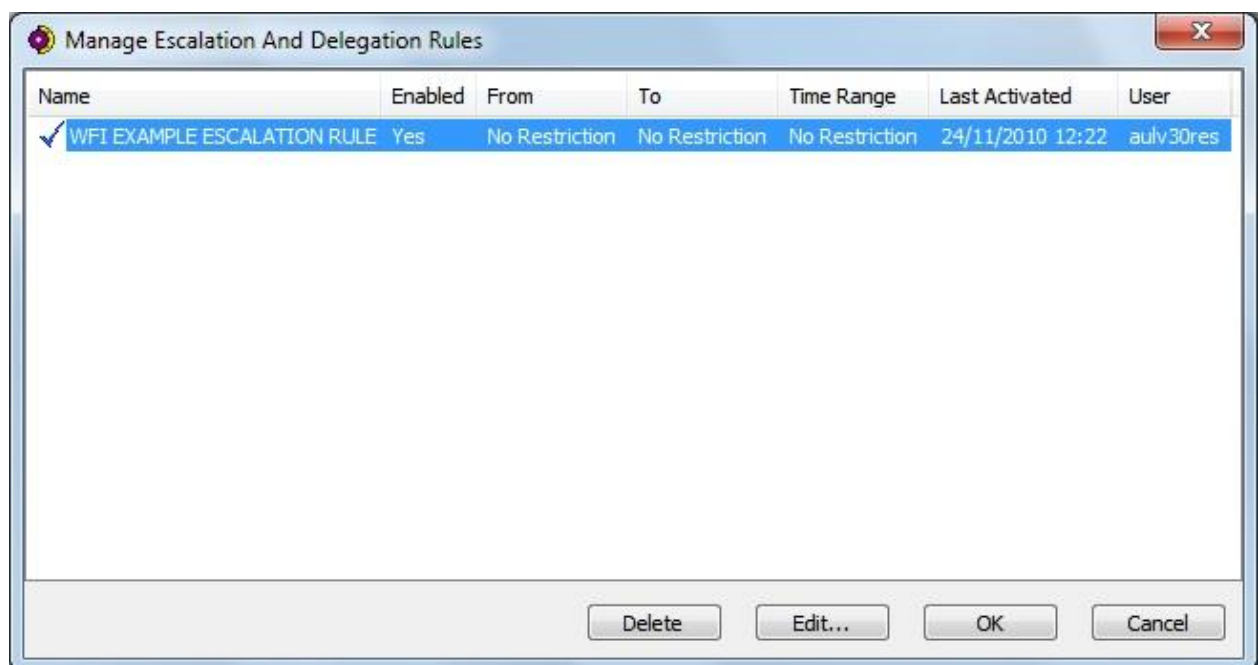 Manage Escalation And Delegation Rules
Name Enabled From To Time Range Last Activated User
WFI EXAMPLE ESCALATION RULE Yes No Restriction No Restriction No Restriction 24/11/2010 12:22 aulv30res
Delete Edit... OK Cancel